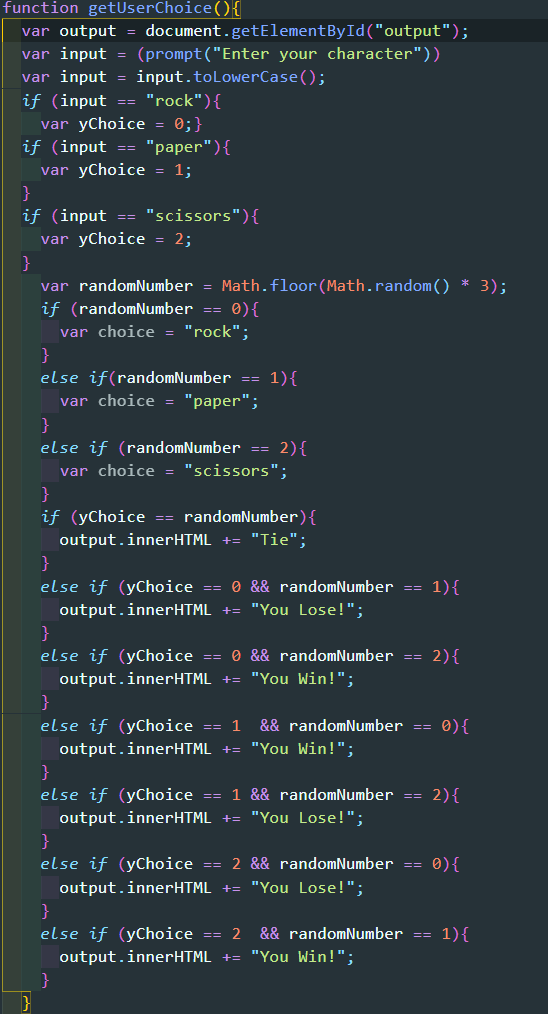 function getUserChoice(){
  var output = document.getElementById("output");
  var input = (prompt("Enter your character"))
  var input = input.toLowerCase();
  if (input == "rock"){
    var yChoice = 0;}
  if (input == "paper"){
    var yChoice = 1;
  }
  if (input == "scissors"){
    var yChoice = 2;
  }
    var randomNumber = Math.floor(Math.random() * 3);
    if (randomNumber == 0){
      var choice = "rock";
    }
    else if(randomNumber == 1){
      var choice = "paper";
    }
    else if (randomNumber == 2){
      var choice = "scissors";
    }
    if (yChoice == randomNumber){
      output.innerHTML += "Tie";
    }
    else if (yChoice == 0 && randomNumber == 1){
      output.innerHTML += "You Lose!";
    }
    else if (yChoice == 0 && randomNumber == 2){
      output.innerHTML += "You Win!";
    }
    else if (yChoice == 1  && randomNumber == 0){
      output.innerHTML += "You Win!";
    }
    else if (yChoice == 1 && randomNumber == 2){
      output.innerHTML += "You Lose!";
    }
    else if (yChoice == 2 && randomNumber == 0){
      output.innerHTML += "You Lose!";
    }
    else if (yChoice == 2  && randomNumber == 1){
      output.innerHTML += "You Win!";
    }
  }